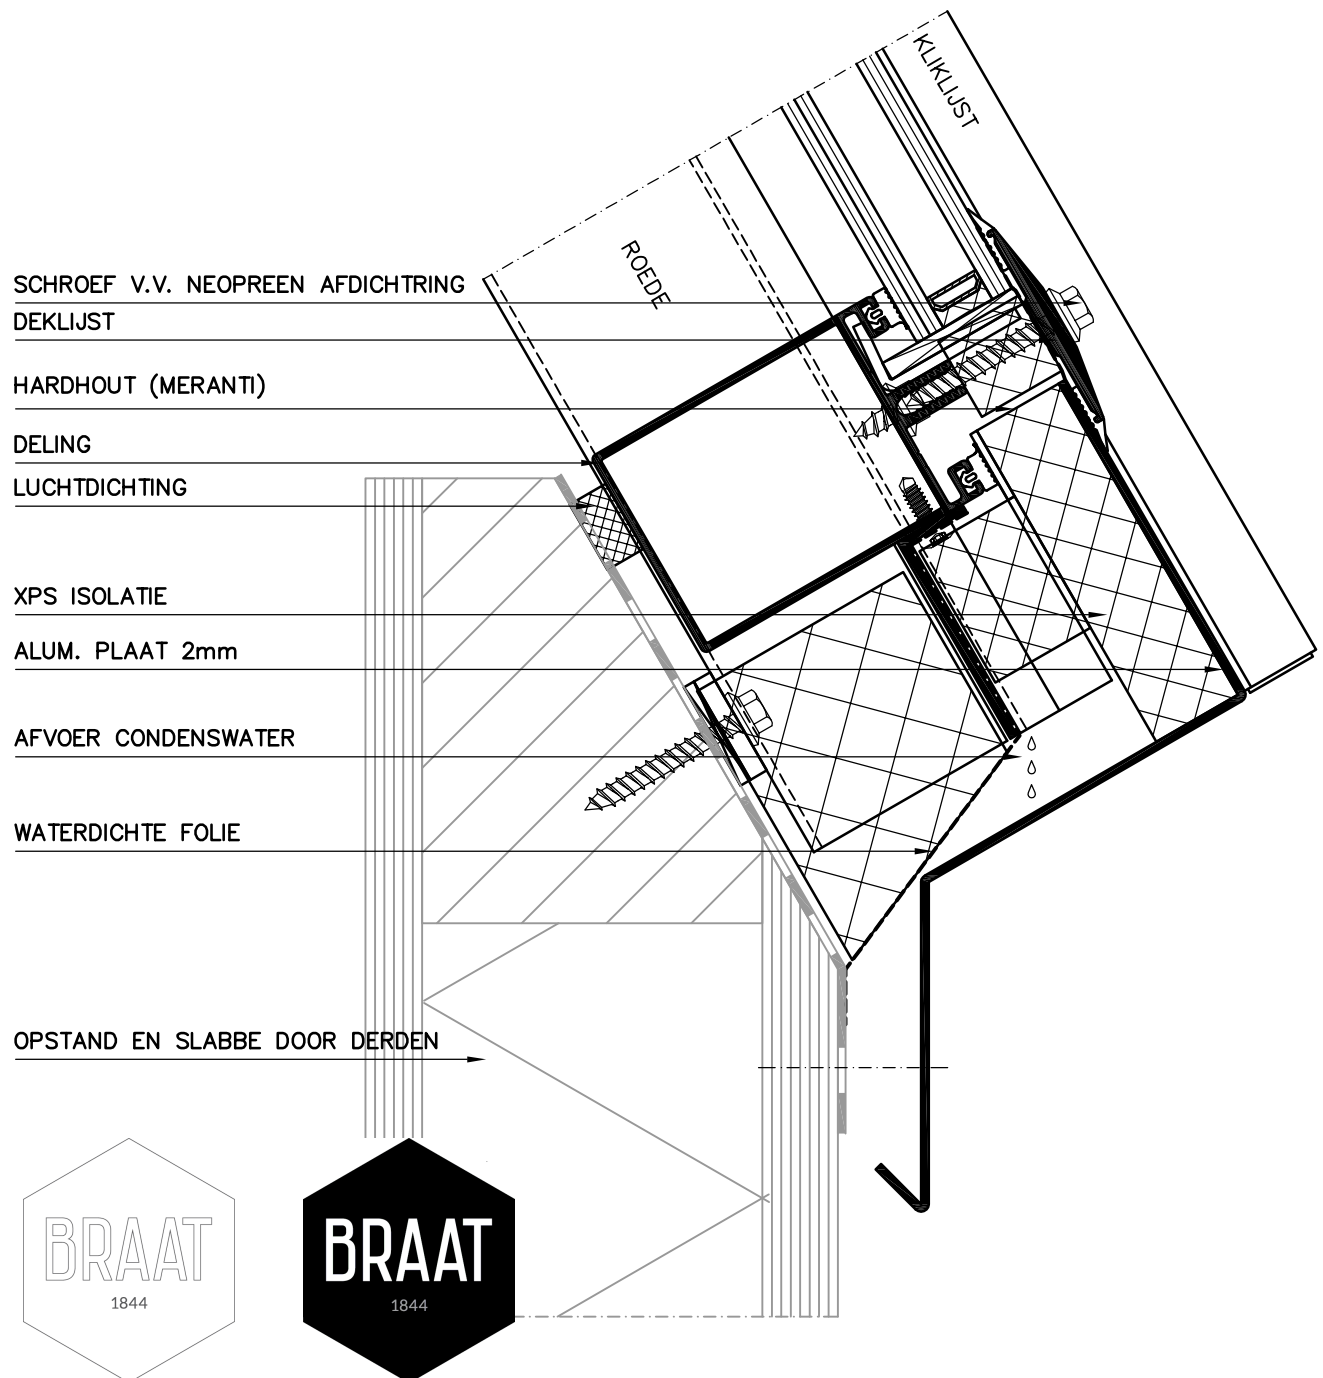 KLIKLIJST
ROEDE
SCHROEF V.V. NEOPREEN AFDICHTRING
DEKLIJST
HARDHOUT (MERANTI)
DELING
LUCHTDICHTING
XPS ISOLATIE
ALUM. PLAAT 2mm
AFVOER CONDENSWATER
WATERDICHTE FOLIE
OPSTAND EN SLABBE DOOR DERDEN
BRAAT
1844
BRAAT
1844